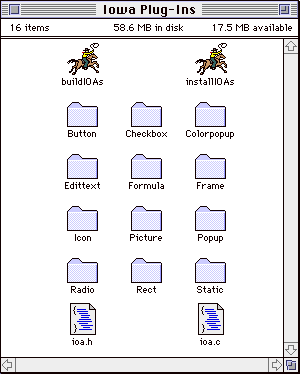 Iowa Plug-Ins
16 items 58.6 MB in disk 17.5 MB available
buildIOAs installIOAs
Button Checkbox Colorpopup
Edittext Formula Frame
Icon Picture Popup
Radio Rect Static
ioa.h ioa.c